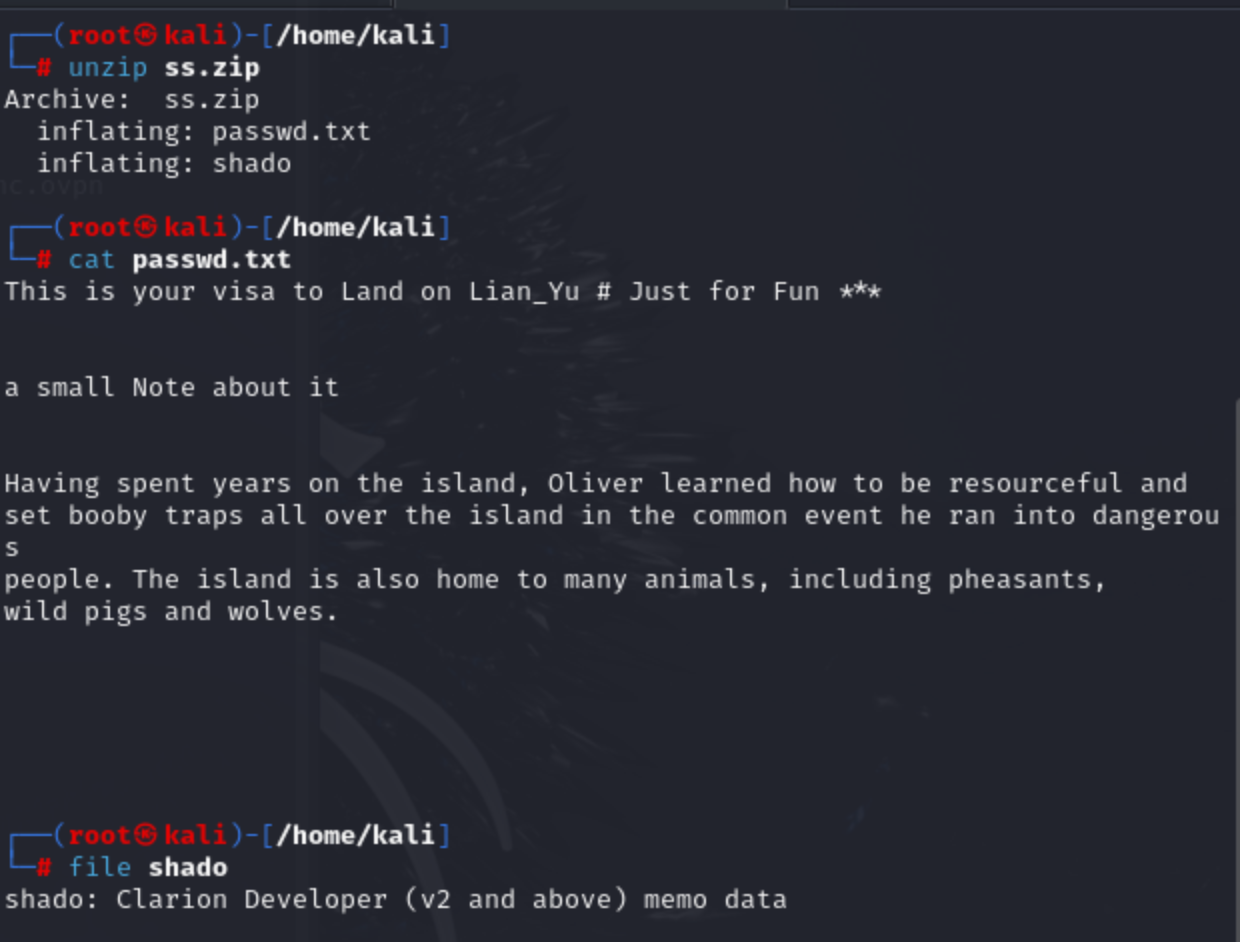 ┌──(root㉿kali)-[/home/kali]
└─# unzip ss.zip
Archive:  ss.zip
  inflating: passwd.txt
  inflating: shado
nc.ovpn
┌──(root㉿kali)-[/home/kali]
└─# cat passwd.txt
This is your visa to Land on Lian_Yu # Just for Fun ***
a small Note about it
Having spent years on the island, Oliver learned how to be resourceful and
set booby traps all over the island in the common event he ran into dangerou
s
people. The island is also home to many animals, including pheasants,
wild pigs and wolves.
┌──(root㉿kali)-[/home/kali]
└─# file shado
shado: Clarion Developer (v2 and above) memo data